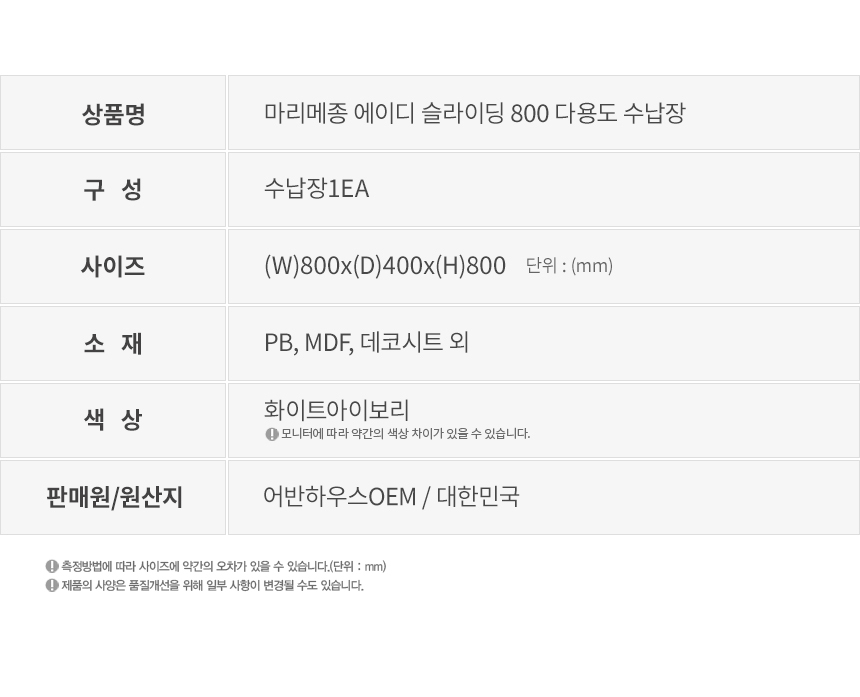 상품명 마리메종 에이디 슬라이딩 800 다용도 수납장
구 성 수납장1EA
사이즈 (W)800x(D)400x(H)800 단위 : (mm)
소 재 PB, MDF, 데코시트 외
색 상 화이트아이보리
모니터에 따라 약간의 색상 차이가 있을 수 있습니다.
판매원/원산지 어반하우스OEM / 대한민국
측정방법에 따라 사이즈에 약간의 오차가 있을 수 있습니다.(단위 : mm)
제품의 사양은 품질개선을 위해 일부 사항이 변경될 수도 있습니다.